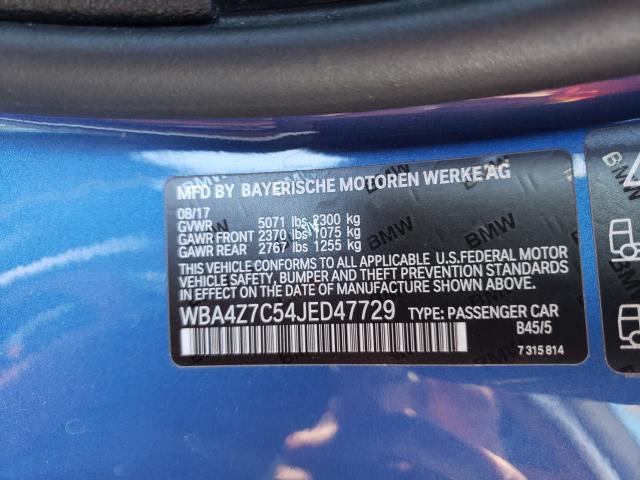 MFD BY BAYERISCHE MOTOREN WERKE AG
08/17
GVWR 5071 lbs 2300 kg
GAWR FRONT 2370 lbs 1075 kg
GAWR REAR 2767 lbs 1255 kg
THIS VEHICLE CONFORMS TO ALL APPLICABLE U.S.FEDERAL MOTOR
VEHICLE SAFETY, BUMPER AND THEFT PREVENTION STANDARDS
IN EFFECT ON THE DATE OF MANUFACTURE SHOWN ABOVE.
WBA4Z7C54JED47729 TYPE: PASSENGER CAR
B45/5
7 315 814